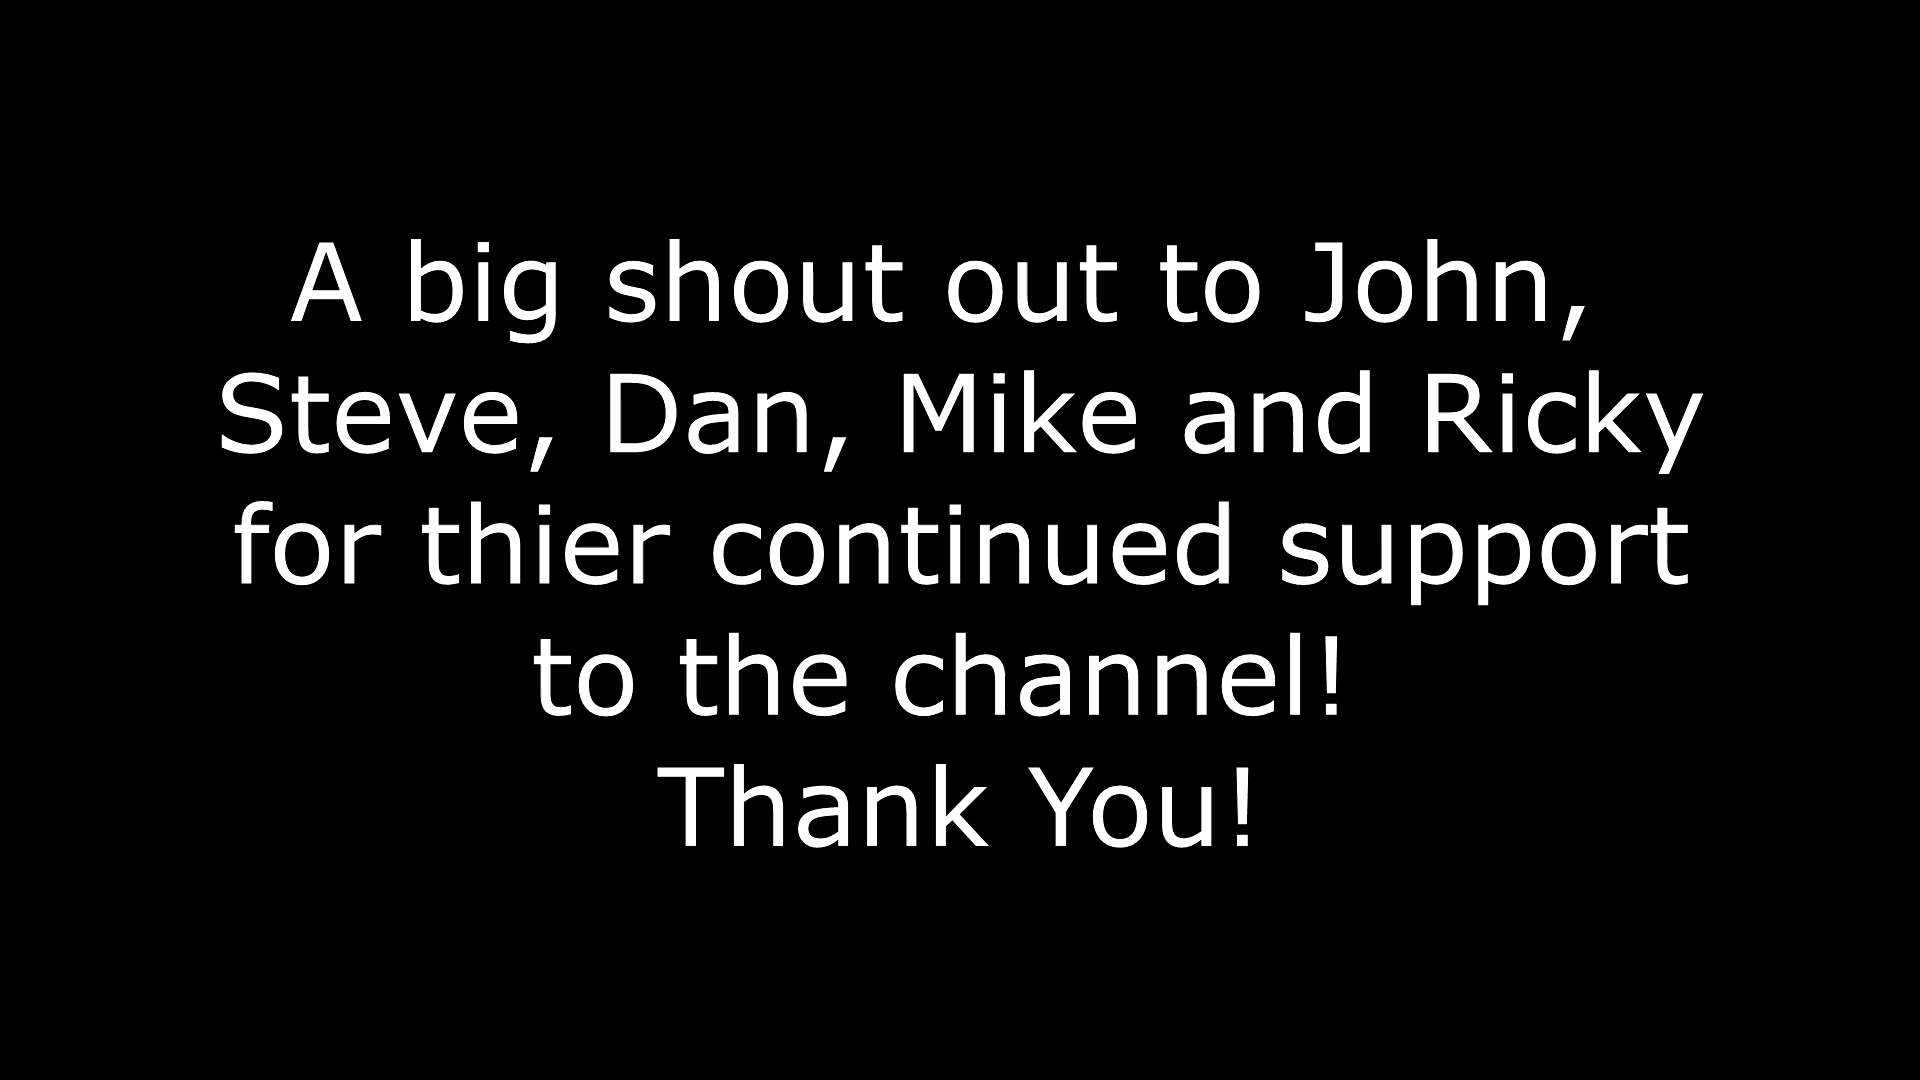 A big shout out to John,
Steve, Dan, Mike and Ricky
for thier continued support
to the channel!
Thank You!